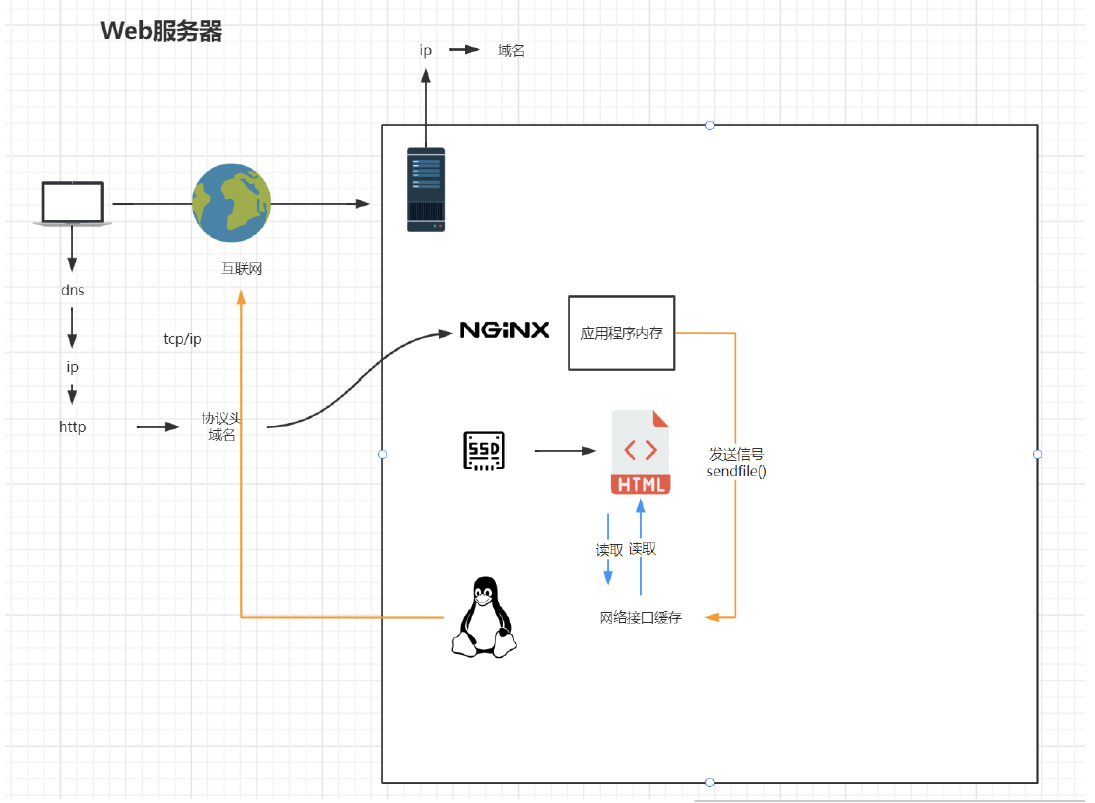 Web服务器
ip
域名
互联网
dns
tcp/ip
ip
http
协议头
域名
NGINX
应用程序内存
SSD
HTML
发送信号
sendfile()
读取
读取
网络接口缓存